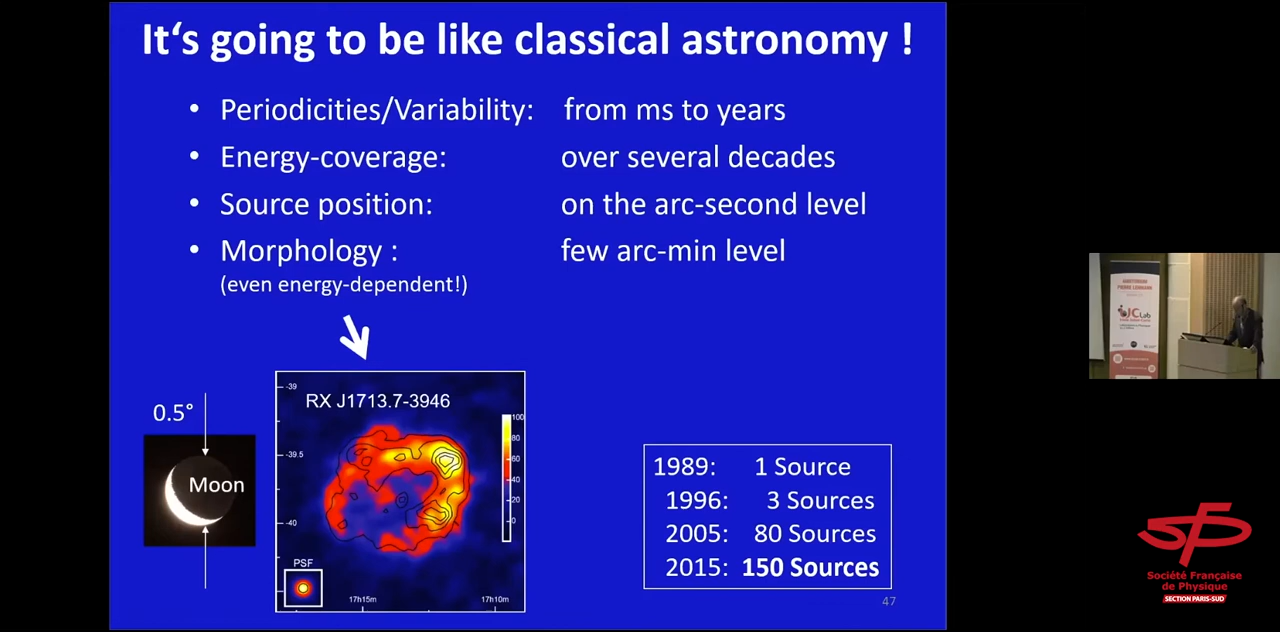 It‘s going to be like classical astronomy !
• Periodicities/Variability: from ms to years
• Energy-coverage: over several decades
• Source position: on the arc-second level
• Morphology : few arc-min level
(even energy-dependent!)
0.5°
Moon
RX J1713.7-3946
-39
-39.5
-40
100
80
60
40
20
0
PSF
17h15m
17h10m
1989: 1 Source
1996: 3 Sources
2005: 80 Sources
2015: 150 Sources
47
AUDITORIUM
PIERRE LEHMANN
Société Française
de Physique
SECTION PARIS-SUD